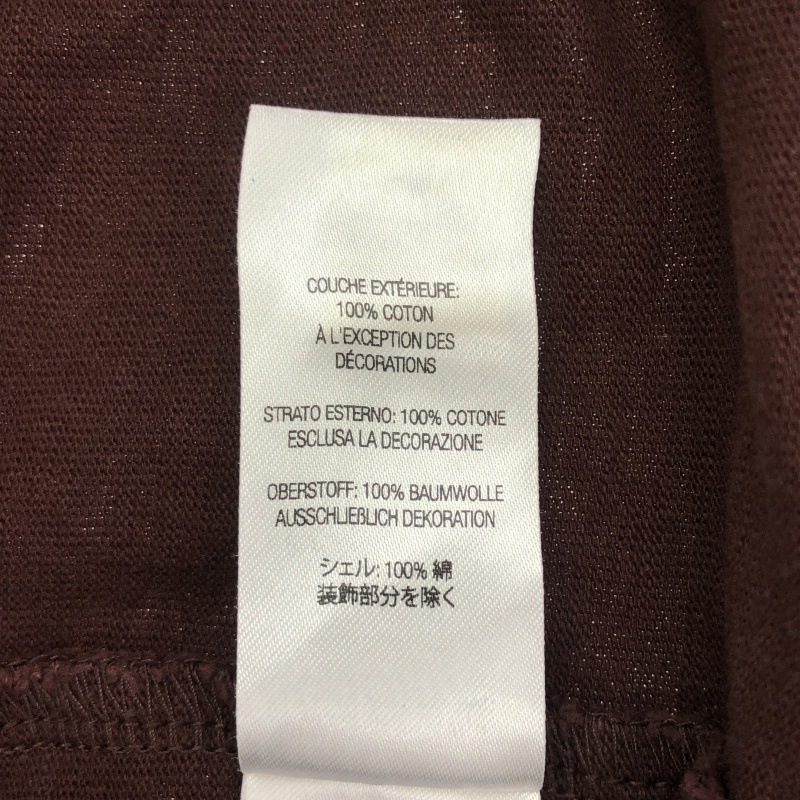 COUCHE EXTÉRIEURE:
100% COTON
À L'EXCEPTION DES
DÉCORATIONS
STRATO ESTERNO: 100% COTONE
ESCLUSA LA DECORAZIONE
OBERSTOFF: 100% BAUMWOLLE
AUSSCHLIEßLICH DEKORATION
シェル: 100% 綿
装飾部分を除く